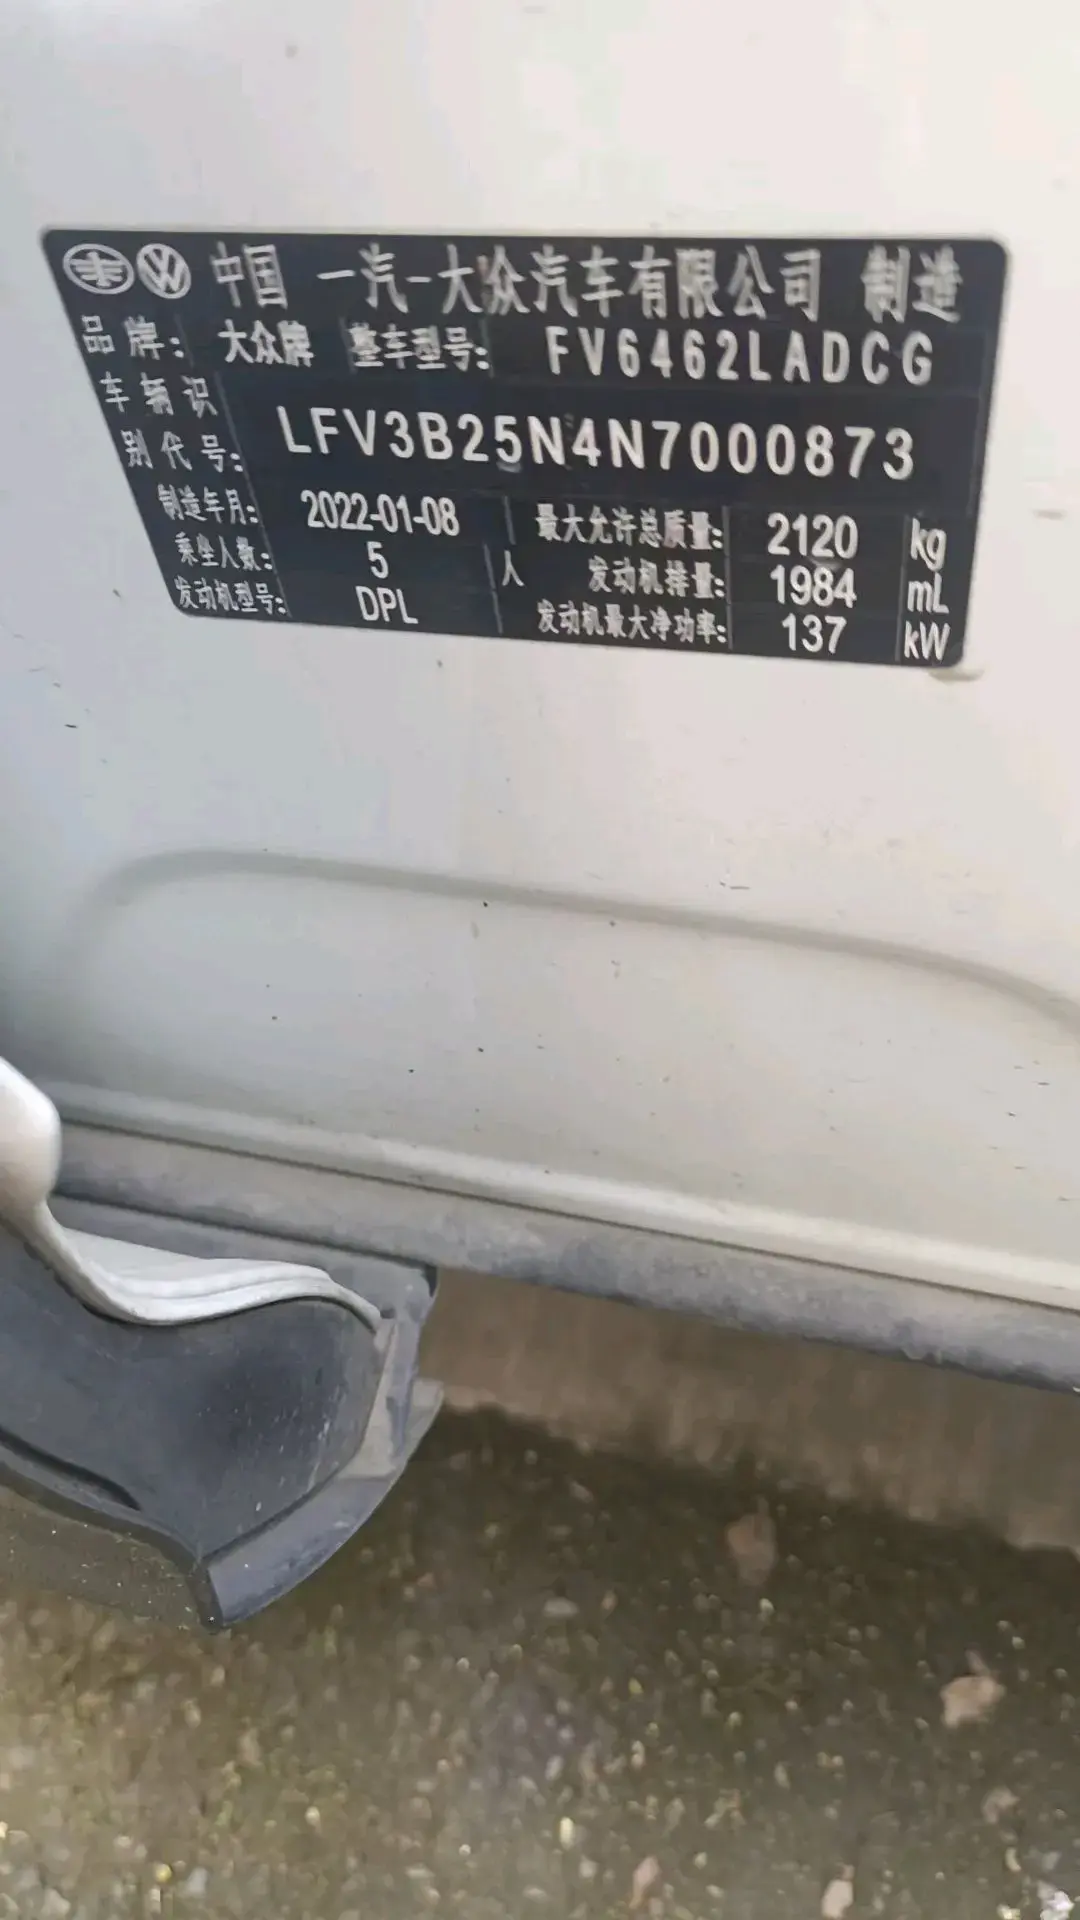 中国 一汽-大众汽车有限公司 制造
品牌: 大众牌 整车型号: FV6462LADCG
车辆识别代号: LFV3B25N4N7000873
制造年月: 2022-01-08 最大允许总质量: 2120 kg
乘坐人数: 5 人 发动机排量: 1984 mL
发动机型号: DPL 发动机最大净功率: 137 kW